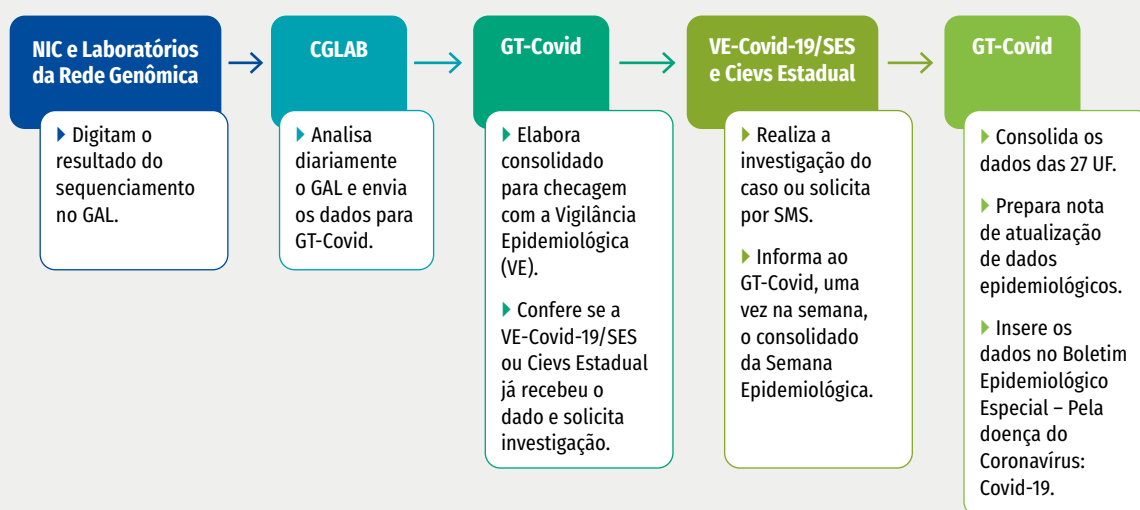 NIC e Laboratórios
da Rede Genômica
▶ Digitam o
resultado do
sequenciamento
no GAL.
CGLAB
▶ Analisa
diariamente
o GAL e envia
os dados para
GT-Covid.
GT-Covid
▶ Elabora
consolidado
para checagem
com a Vigilância
Epidemiológica
(VE).
▶ Confere se a
VE-Covid-19/SES
ou Cievs Estadual
já recebeu o
dado e solicita
investigação.
VE-Covid-19/SES
e Cievs Estadual
▶ Realiza a
investigação do
caso ou solicita
por SMS.
▶ Informa ao
GT-Covid, uma
vez na semana,
o consolidado
da Semana
Epidemiológica.
GT-Covid
▶ Consolida os
dados das 27 UF.
▶ Prepara nota
de atualização
de dados
epidemiológicos.
▶ Insere os
dados no Boletim
Epidemiológico
Especial – Pela
doença do
Coronavírus:
Covid-19.